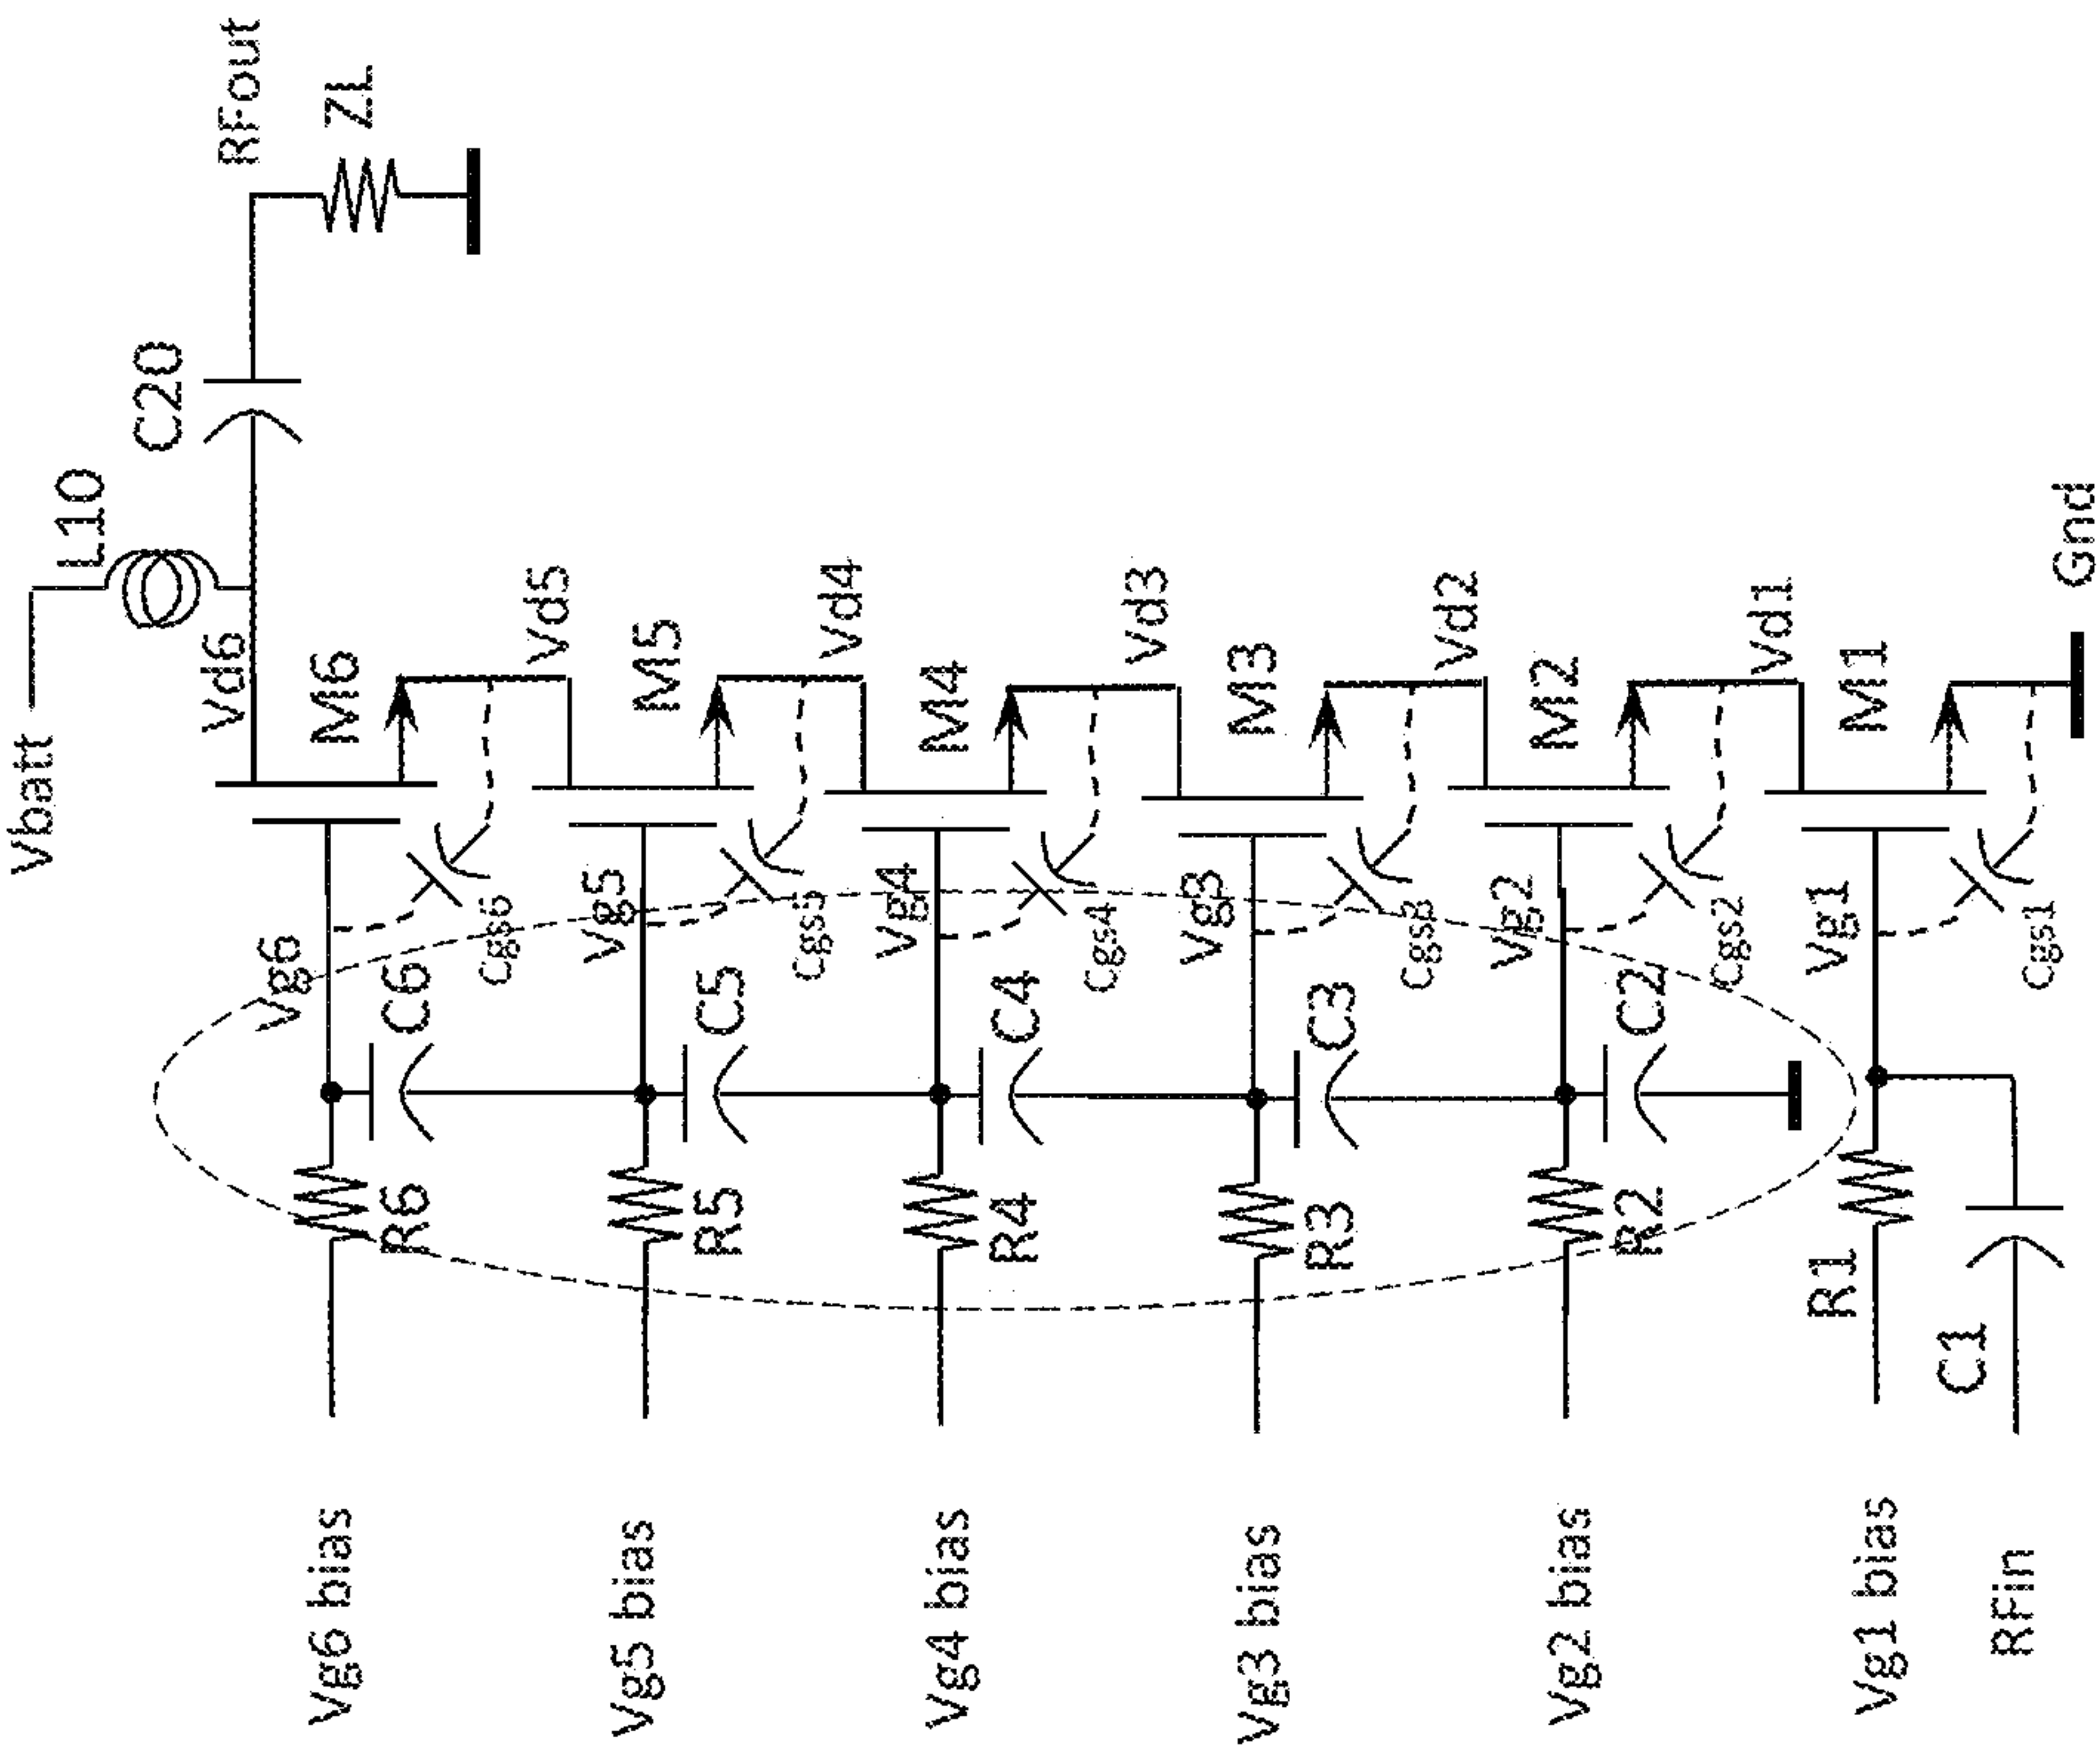 Vbatt
L10
C20
RFout
ZL
Vd6
M6
Vg6
Cgs6
C6
R6
Vg6 bias
Vd5
M5
Vg5
Cgs5
C5
R5
Vg5 bias
Vd4
M4
Vg4
Cgs4
C4
R4
Vg4 bias
Vd3
M3
Vg3
Cgs3
C3
R3
Vg3 bias
Vd2
M2
Vg2
Cgs2
C2
R2
Vg2 bias
Vd1
M1
Vg1
Cgs1
R1
Vg1 bias
C1
RFin
Gnd